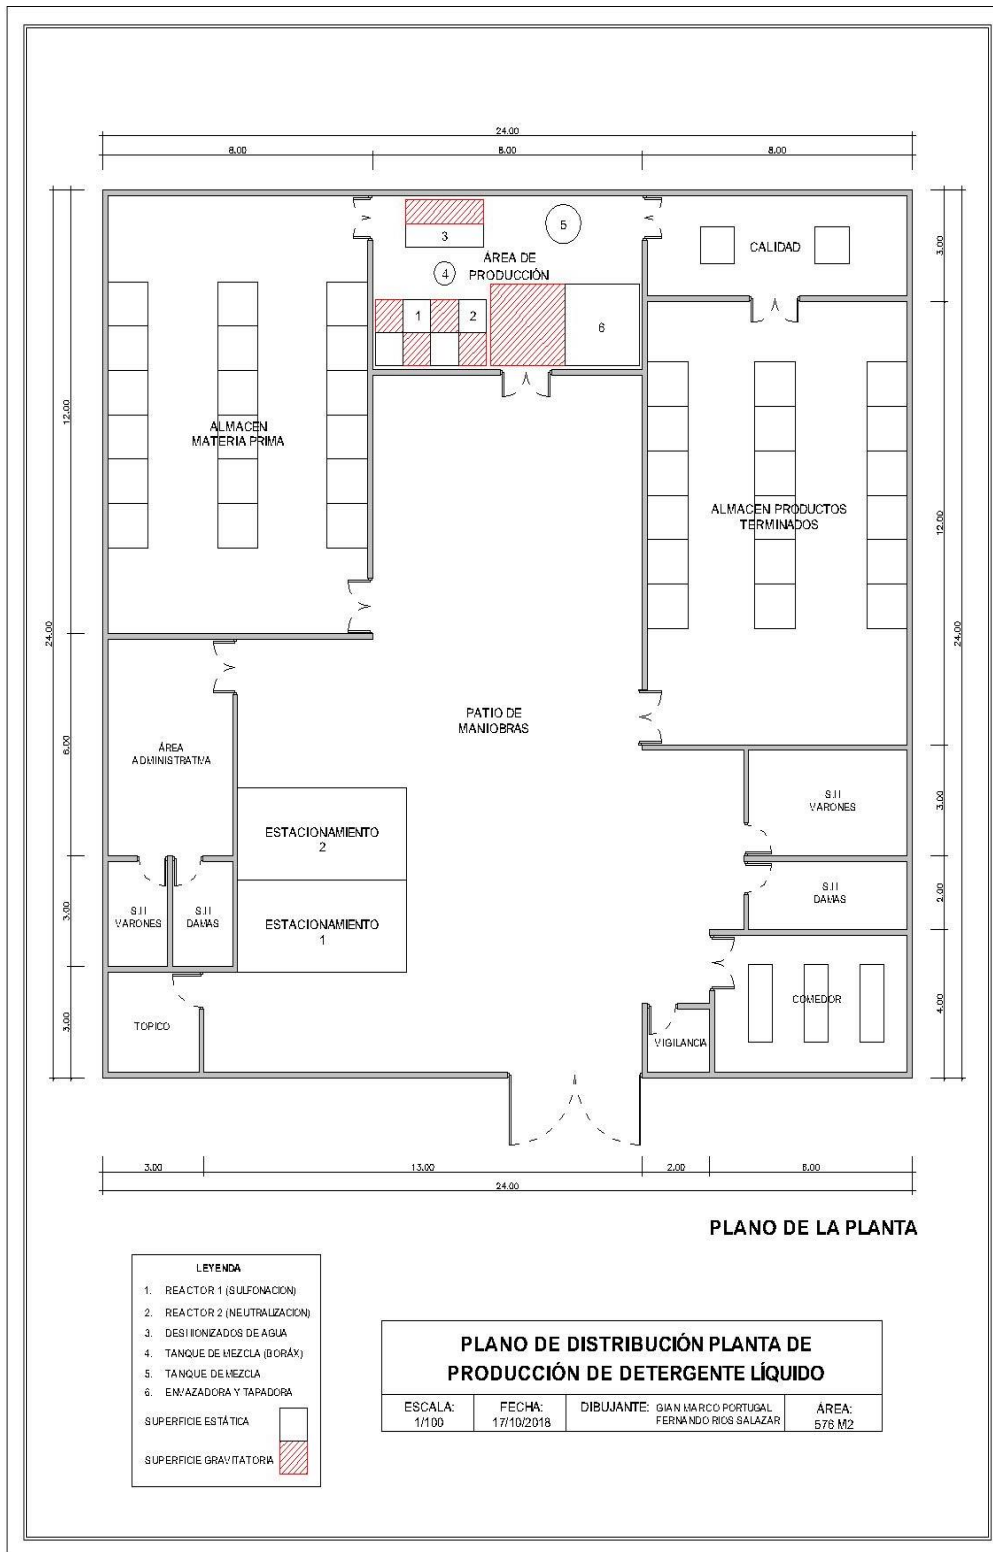 24.00
8.00
8.00
8.00
3
5
ÁREA DE
PRODUCCIÓN
4
1
2
6
CALIDAD
3.00
12.00
ALMACEN
MATERIA PRIMA
ALMACEN PRODUCTOS
TERMINADOS
12.00
24.00
24.00
PATIO DE
MANIOBRAS
6.00
ÁREA
ADMINISTRATIVA
S.H
VARONES
3.00
ESTACIONAMIENTO
2
S.H
DAMAS
2.00
3.00
S.H
VARONES
S.H
DAMAS
ESTACIONAMIENTO
1
COMEDOR
4.00
3.00
TOPICO
VIGILANCIA
3.00
13.00
2.00
6.00
24.00
PLANO DE LA PLANTA
LEYENDA
1. REACTOR 1 (SULFONACION)
2. REACTOR 2 (NEUTRALIZACION)
3. DESHIONIZADOS DE AGUA
4. TANQUE DE MEZCLA (BORÁX)
5. TANQUE DE MEZCLA
6. ENVAZADORA Y TAPADORA
SUPERFICIE ESTÁTICA
SUPERFICIE GRAVITATORIA
PLANO DE DISTRIBUCIÓN PLANTA DE
PRODUCCIÓN DE DETERGENTE LÍQUIDO
ESCALA:
1/100
FECHA:
17/10/2018
DIBUJANTE: GIAN MARCO PORTUGAL
FERNANDO RIOS SALAZAR
ÁREA:
576 M2